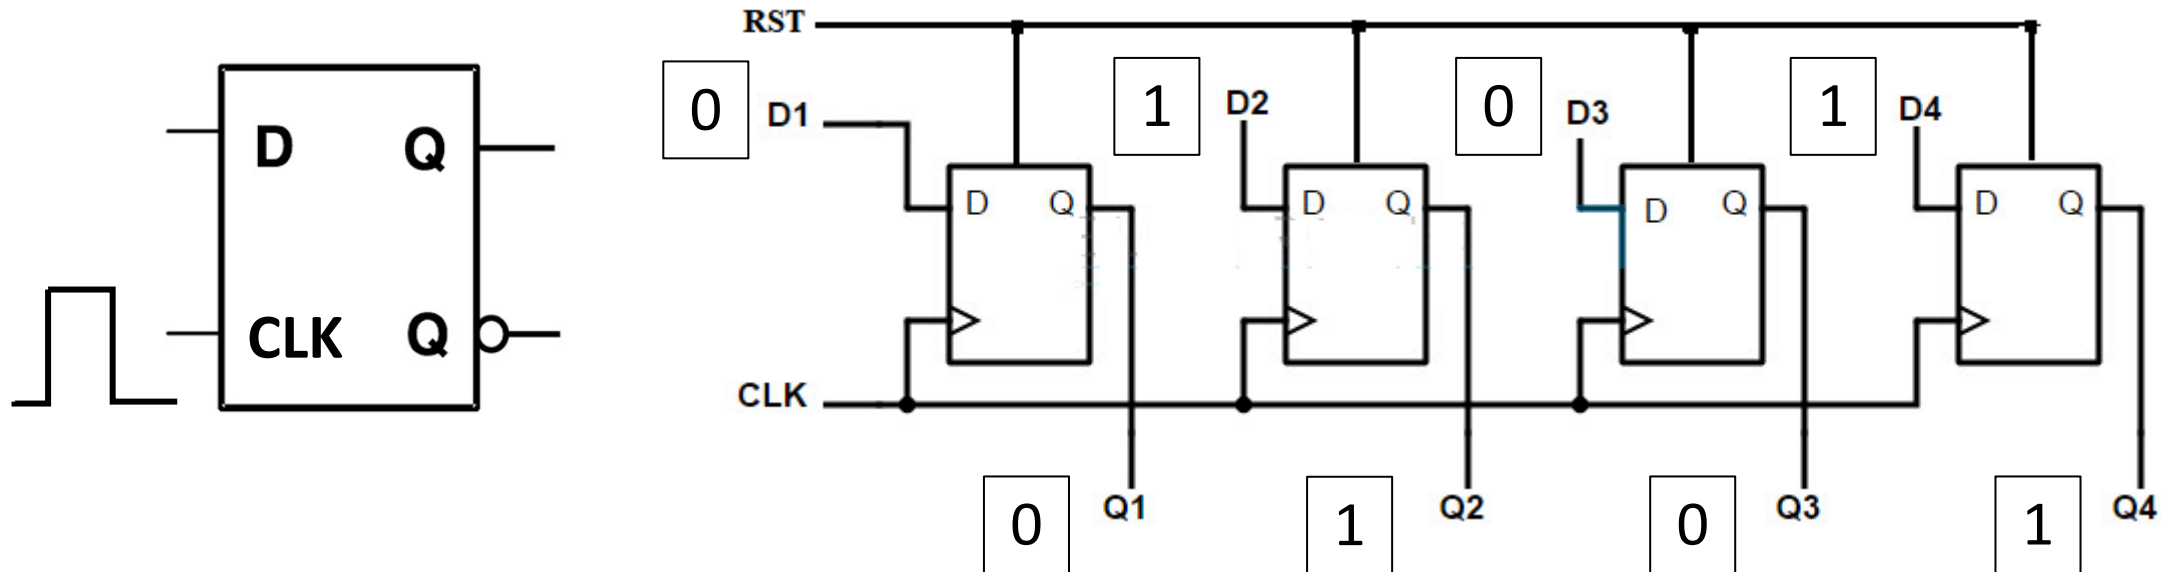 D Q
CLK Q
RST
0 D1 1 D2 0 D3 1 D4
D Q D Q D Q D Q
CLK
0 Q1 1 Q2 0 Q3 1 Q4